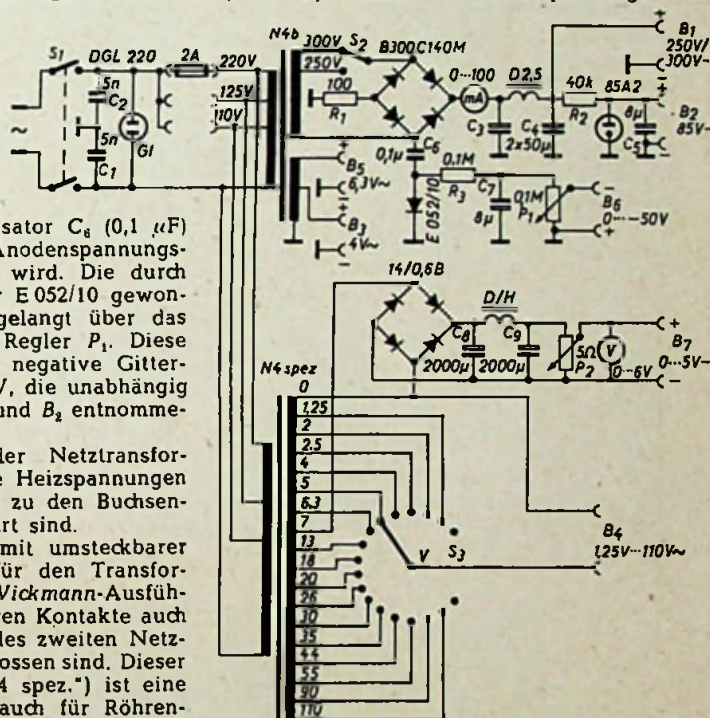 S₁
DGL 220
2A
220V
125V
110V
5n
C₂
5n
C₁
Gl
~
N4b
300V
S₂
250V
100
R₁
B300C140M
0...100
mA
D2,5
C₃
C₄
2x50µ
40k
R₂
85A2
8µ
C₅
B₁
250V/
300V-
B₂
85V-
0,1µ
C₆
B₅
6,3V~
B₃
4V~
E 052/10
0,1M
R₃
C₇
8µ
0,1M
P₁
B₆
0...-50V
sator C₆ (0,1 µF)
nodenspannungs-
wird. Die durch
E 052/10 gewon-
gelangt über das
Regler P₁. Diese
negative Gitter-
V, die unabhängig
und B₂ entnomme-
ler Netztransfor-
e Heizspannungen
zu den Buchsen-
rt sind.
mit umsteckbarer
für den Transfor-
Wickmann-Ausfüh-
ren Kontakte auch
les zweiten Netz-
ossen sind. Dieser
4 spez.") ist eine
auch für Röhren-
14/0,6B
D/H
C₈
C₉
2000µ
2000µ
5Ω
P₂
V
0...6V
+
B₇
0...5V-
−
N4 spez
0
1,25
2
2,5
4
5
6,3
7
13
18
20
26
30
35
44
55
90
110
V
S₃
B₄
1,25V...110V~